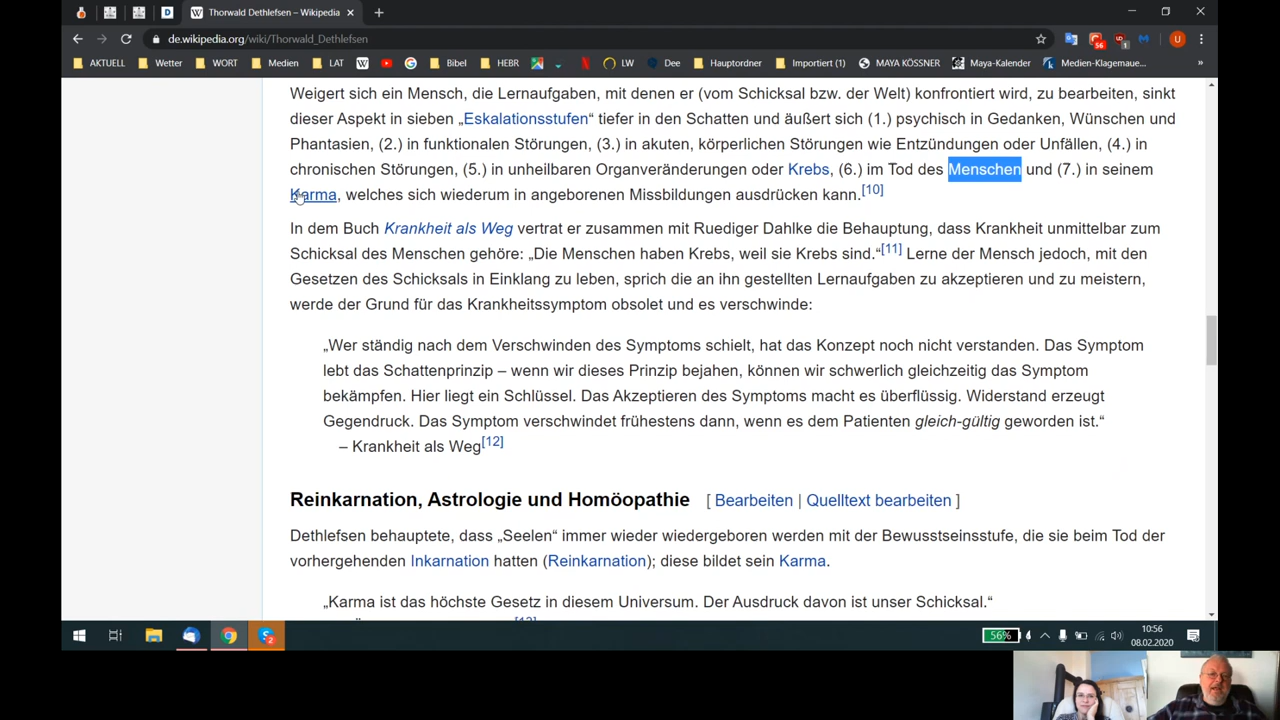 Thorwald Dethlefsen – Wikipedia
de.wikipedia.org/wiki/Thorwald_Dethlefsen
AKTUELL Wetter WORT Medien LAT LW Bibel HEBR Dee Hauptordner Importiert (1) MAYA KÖSSNER Maya-Kalender Medien-Klagemaue...
Weigert sich ein Mensch, die Lernaufgaben, mit denen er (vom Schicksal bzw. der Welt) konfrontiert wird, zu bearbeiten, sinkt
dieser Aspekt in sieben „Eskalationsstufen“ tiefer in den Schatten und äußert sich (1.) psychisch in Gedanken, Wünschen und
Phantasien, (2.) in funktionalen Störungen, (3.) in akuten, körperlichen Störungen wie Entzündungen oder Unfällen, (4.) in
chronischen Störungen, (5.) in unheilbaren Organveränderungen oder Krebs, (6.) im Tod des Menschen und (7.) in seinem
Karma, welches sich wiederum in angeborenen Missbildungen ausdrücken kann.[10]
In dem Buch Krankheit als Weg vertrat er zusammen mit Ruediger Dahlke die Behauptung, dass Krankheit unmittelbar zum
Schicksal des Menschen gehöre: „Die Menschen haben Krebs, weil sie Krebs sind.“[11] Lerne der Mensch jedoch, mit den
Gesetzen des Schicksals in Einklang zu leben, sprich die an ihn gestellten Lernaufgaben zu akzeptieren und zu meistern,
werde der Grund für das Krankheitssymptom obsolet und es verschwinde:
„Wer ständig nach dem Verschwinden des Symptoms schielt, hat das Konzept noch nicht verstanden. Das Symptom
lebt das Schattenprinzip – wenn wir dieses Prinzip bejahen, können wir schwerlich gleichzeitig das Symptom
bekämpfen. Hier liegt ein Schlüssel. Das Akzeptieren des Symptoms macht es überflüssig. Widerstand erzeugt
Gegendruck. Das Symptom verschwindet frühestens dann, wenn es dem Patienten gleich-gültig geworden ist.“
– Krankheit als Weg[12]
Reinkarnation, Astrologie und Homöopathie [ Bearbeiten | Quelltext bearbeiten ]
Dethlefsen behauptete, dass „Seelen“ immer wieder wiedergeboren werden mit der Bewusstseinsstufe, die sie beim Tod der
vorhergehenden Inkarnation hatten (Reinkarnation); diese bildet sein Karma.
„Karma ist das höchste Gesetz in diesem Universum. Der Ausdruck davon ist unser Schicksal.“
56%
10:56
08.02.2020